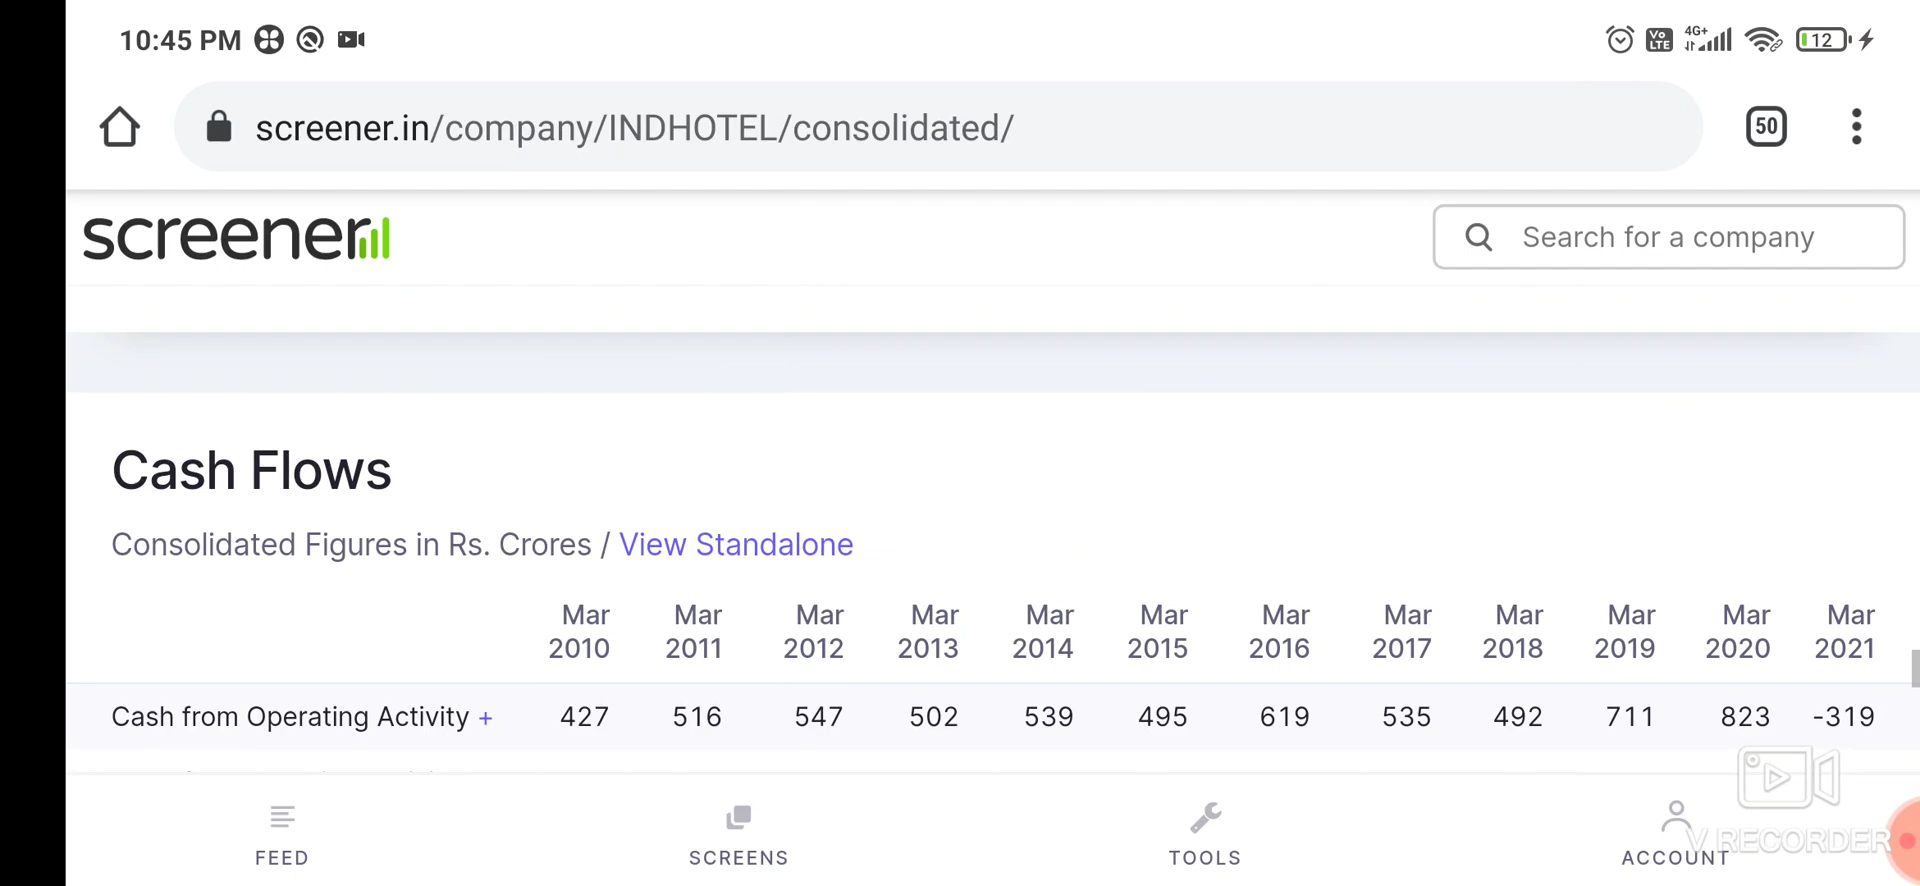 10:45 PM Vo LTE 4G+ 12
screener.in/company/INDHOTEL/consolidated/ 50
screener Search for a company
Cash Flows
Consolidated Figures in Rs. Crores / View Standalone
Mar Mar Mar Mar Mar Mar Mar Mar Mar Mar Mar Mar
2010 2011 2012 2013 2014 2015 2016 2017 2018 2019 2020 2021
Cash from Operating Activity + 427 516 547 502 539 495 619 535 492 711 823 -319
FEED SCREENS TOOLS ACCOUNT
V RECORDER